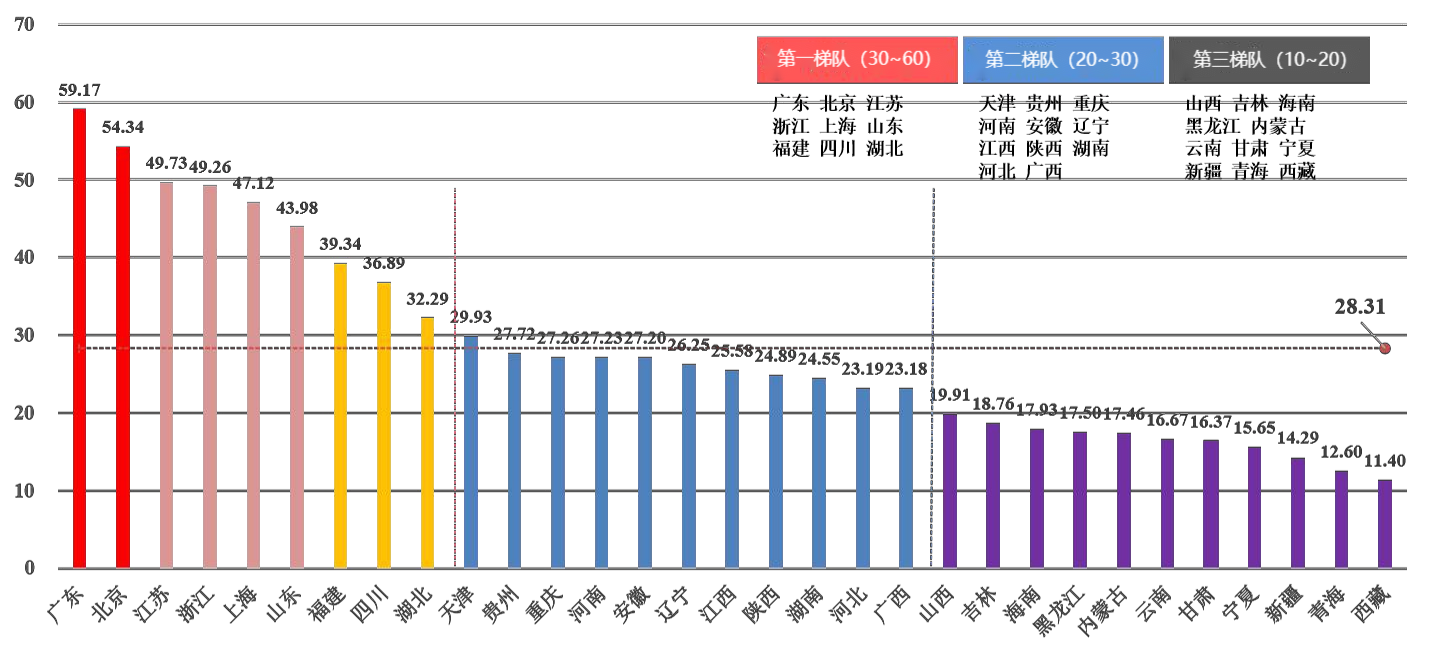 70
60
50
40
30
20
10
0
第一梯队（30~60）
广东 北京 江苏
浙江 上海 山东
福建 四川 湖北
第二梯队（20~30）
天津 贵州 重庆
河南 安徽 辽宁
江西 陕西 湖南
河北 广西
第三梯队（10~20）
山西 吉林 海南
黑龙江 内蒙古
云南 甘肃 宁夏
新疆 青海 西藏
59.17
54.34
49.73
49.26
47.12
43.98
39.34
36.89
32.29
29.93
27.72
27.26
27.23
27.20
26.25
25.58
24.89
24.55
23.19
23.18
19.91
18.76
17.93
17.50
17.46
16.67
16.37
15.65
14.29
12.60
11.40
28.31
广东
北京
江苏
浙江
上海
山东
福建
四川
湖北
天津
贵州
重庆
河南
安徽
辽宁
江西
陕西
湖南
河北
广西
山西
吉林
海南
黑龙江
内蒙古
云南
甘肃
宁夏
新疆
青海
西藏